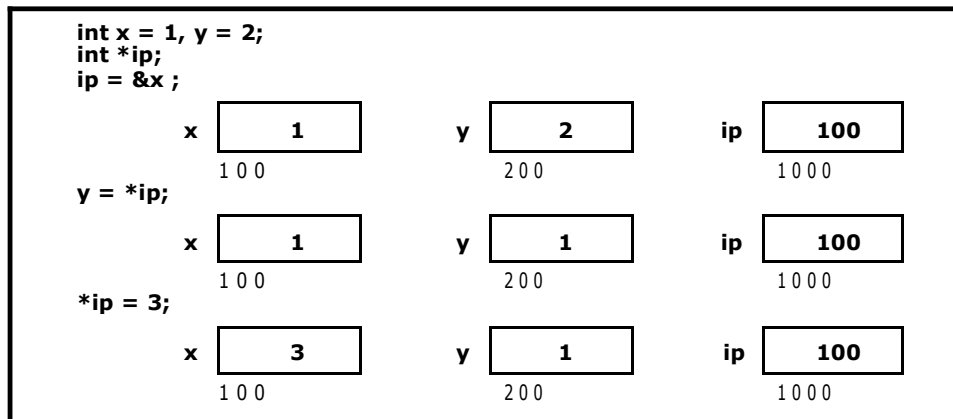 int x = 1, y = 2;
int *ip;
ip = &x ;
x 1 y 2 ip 100
100 200 1000
y = *ip;
x 1 y 1 ip 100
100 200 1000
*ip = 3;
x 3 y 1 ip 100
100 200 1000